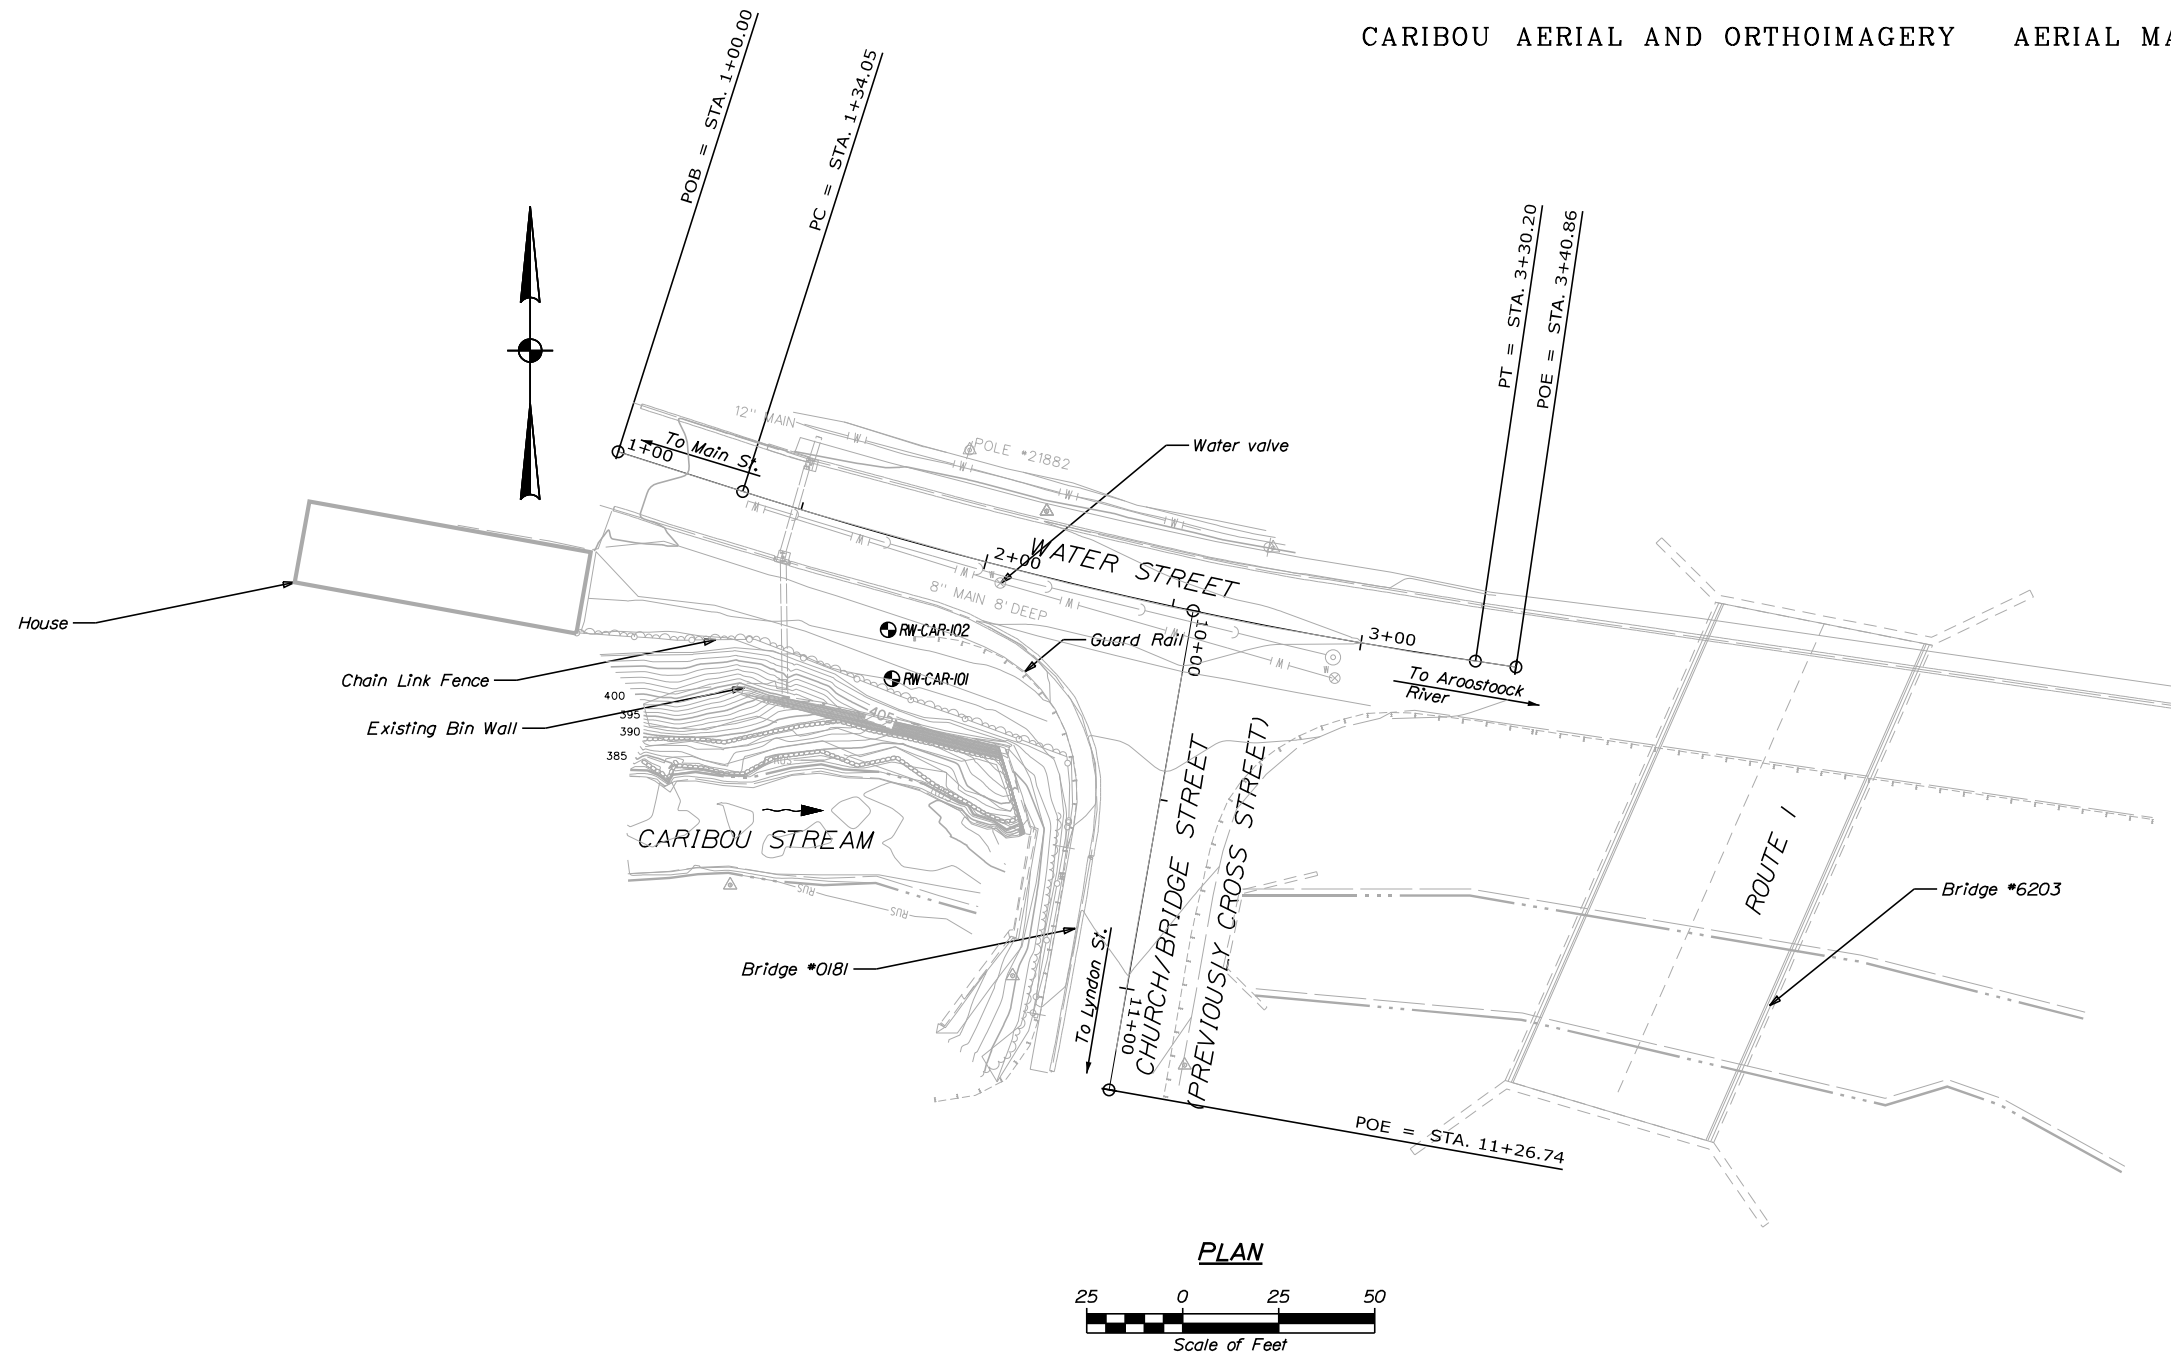 CARIBOU AERIAL AND ORTHOIMAGERY AERIAL MA
POB = STA. 1+00.00
PC = STA. 1+34.05
PT = STA. 3+30.20
POE = STA. 3+40.86
12" MAIN
To Main St.
1+00
POLE #21882
Water valve
WATER STREET
2+00
8" MAIN 8' DEEP
House
RW-CAR-102
Guard Rail
10+00
3+00
Chain Link Fence
RW-CAR-101
To Aroostoock
River
400
395
390
385
405
Existing Bin Wall
CARIBOU STREAM
RUS
RUS
RUS
CHURCH/BRIDGE STREET
(PREVIOUSLY CROSS STREET)
ROUTE 1
Bridge #6203
Bridge #0181
To Lyndon St.
11+00
POE = STA. 11+26.74
PLAN
25 0 25 50
Scale of Feet